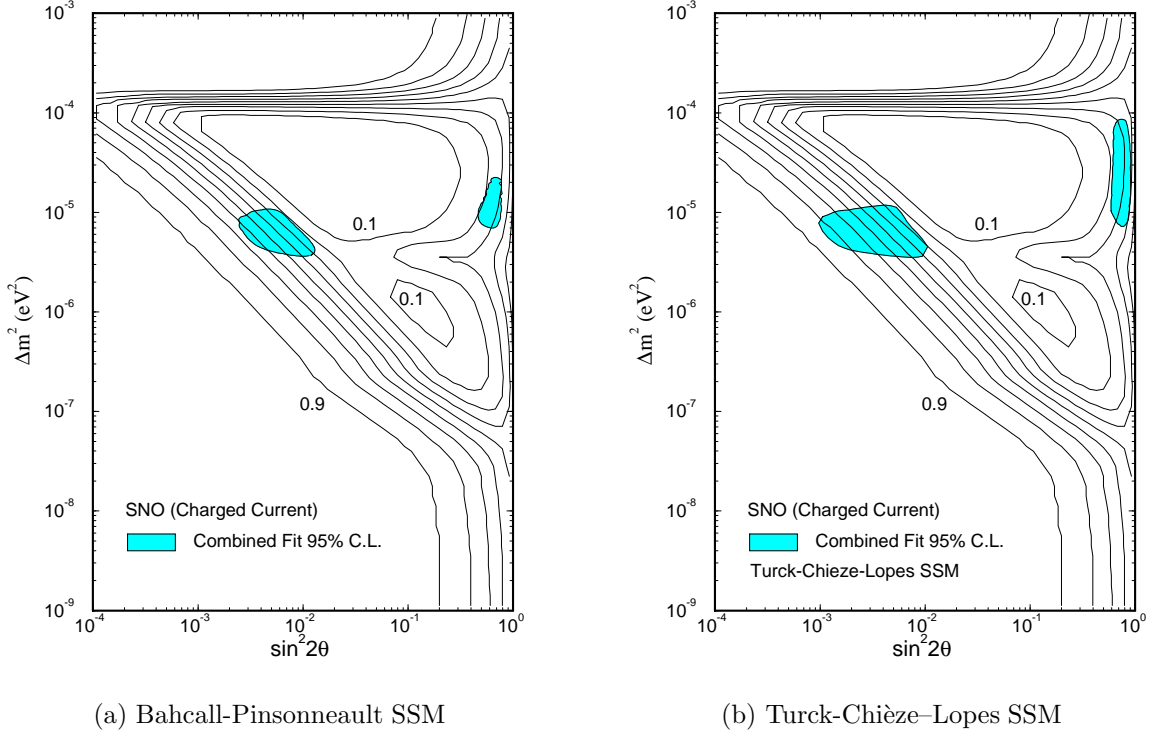 10⁻³
10⁻⁴
10⁻⁵
10⁻⁶
10⁻⁷
10⁻⁸
10⁻⁹
Δm² (eV²)
0.1
0.1
0.9
SNO (Charged Current)
Combined Fit 95% C.L.
10⁻⁴ 10⁻³ 10⁻² 10⁻¹ 10⁰
sin²2θ
(a) Bahcall-Pinsonneault SSM
10⁻³
10⁻⁴
10⁻⁵
10⁻⁶
10⁻⁷
10⁻⁸
10⁻⁹
Δm² (eV²)
0.1
0.1
0.9
SNO (Charged Current)
Combined Fit 95% C.L.
Turck-Chieze-Lopes SSM
10⁻⁴ 10⁻³ 10⁻² 10⁻¹ 10⁰
sin²2θ
(b) Turck-Chièze–Lopes SSM